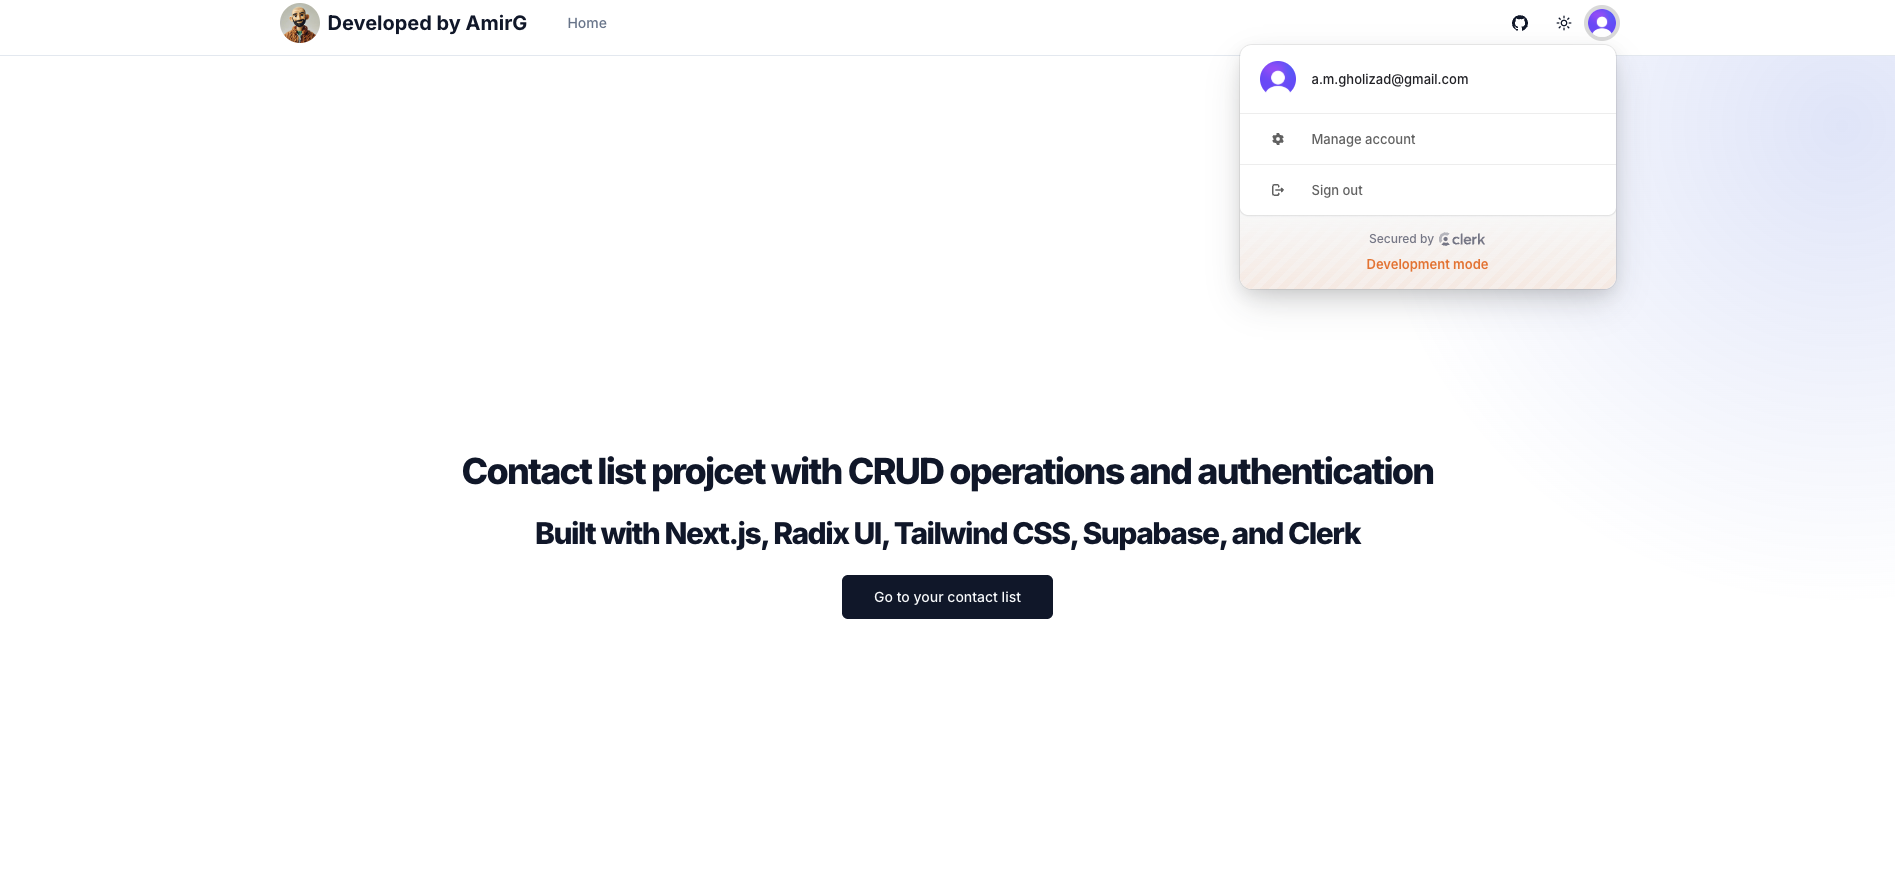 Developed by AmirG
Home
a.m.gholizad@gmail.com
Manage account
Sign out
Secured by clerk
Development mode
Contact list projcet with CRUD operations and authentication
Built with Next.js, Radix UI, Tailwind CSS, Supabase, and Clerk
Go to your contact list